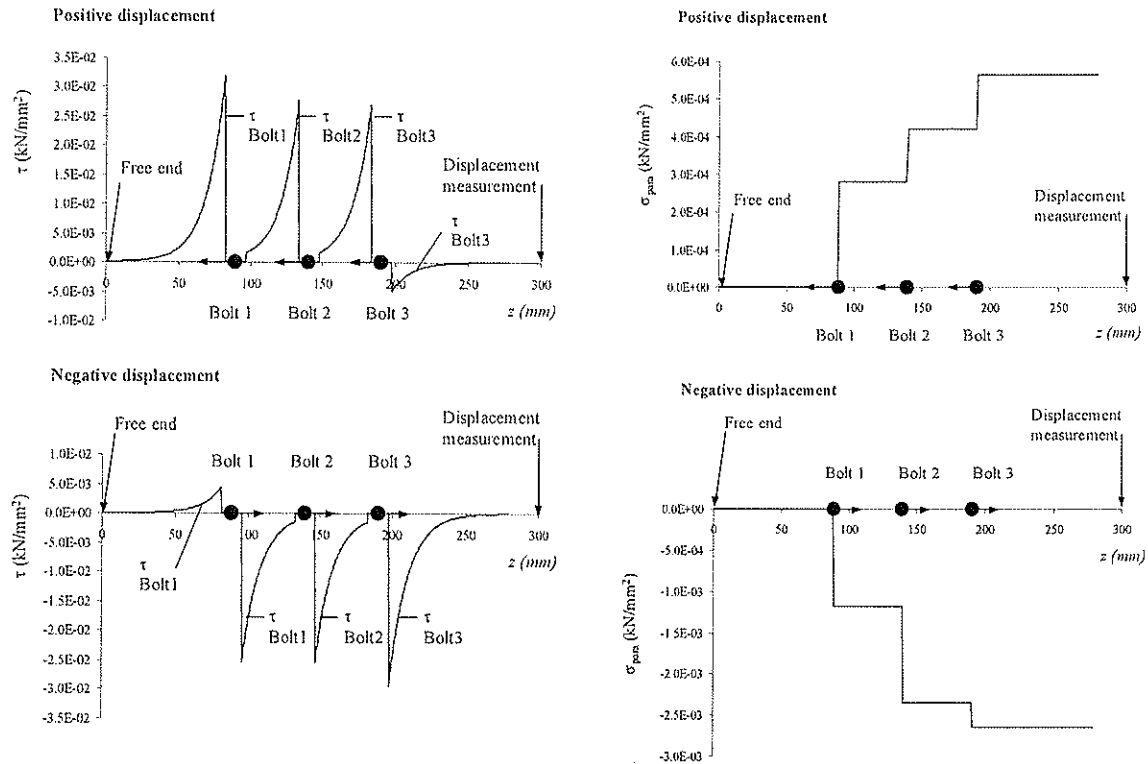 Positive displacement
τ (kN/mm²)
3.5E-02
3.0E-02
2.5E-02
2.0E-02
1.5E-02
1.0E-02
5.0E-03
0.0E+00
-5.0E-03
-1.0E-02
Free end
τ
Bolt1
τ
Bolt2
τ
Bolt3
Displacement
measurement
τ
Bolt3
0 50 100 150 200 250 300
Bolt 1 Bolt 2 Bolt 3
z (mm)
Positive displacement
σpara (kN/mm²)
6.0E-04
5.0E-04
4.0E-04
3.0E-04
2.0E-04
1.0E-04
0.0E+00
Free end
Displacement
measurement
0 50 100 150 200 250 300
Bolt 1 Bolt 2 Bolt 3
z (mm)
Negative displacement
τ (kN/mm²)
Free end
Displacement
measurement
1.0E-02
5.0E-03
0.0E+00
-5.0E-03
-1.0E-02
-1.5E-02
-2.0E-02
-2.5E-02
-3.0E-02
-3.5E-02
Bolt 1 Bolt 2 Bolt 3
0 50 100 150 200 250 300
z (mm)
τ
Bolt1
τ
Bolt1
τ
Bolt2
τ
Bolt3
Negative displacement
σpara (kN/mm²)
Free end
Displacement
measurement
Bolt 1 Bolt 2 Bolt 3
0.0E+00
-5.0E-04
-1.0E-03
-1.5E-03
-2.0E-03
-2.5E-03
-3.0E-03
0 50 100 150 200 250 300
z (mm)